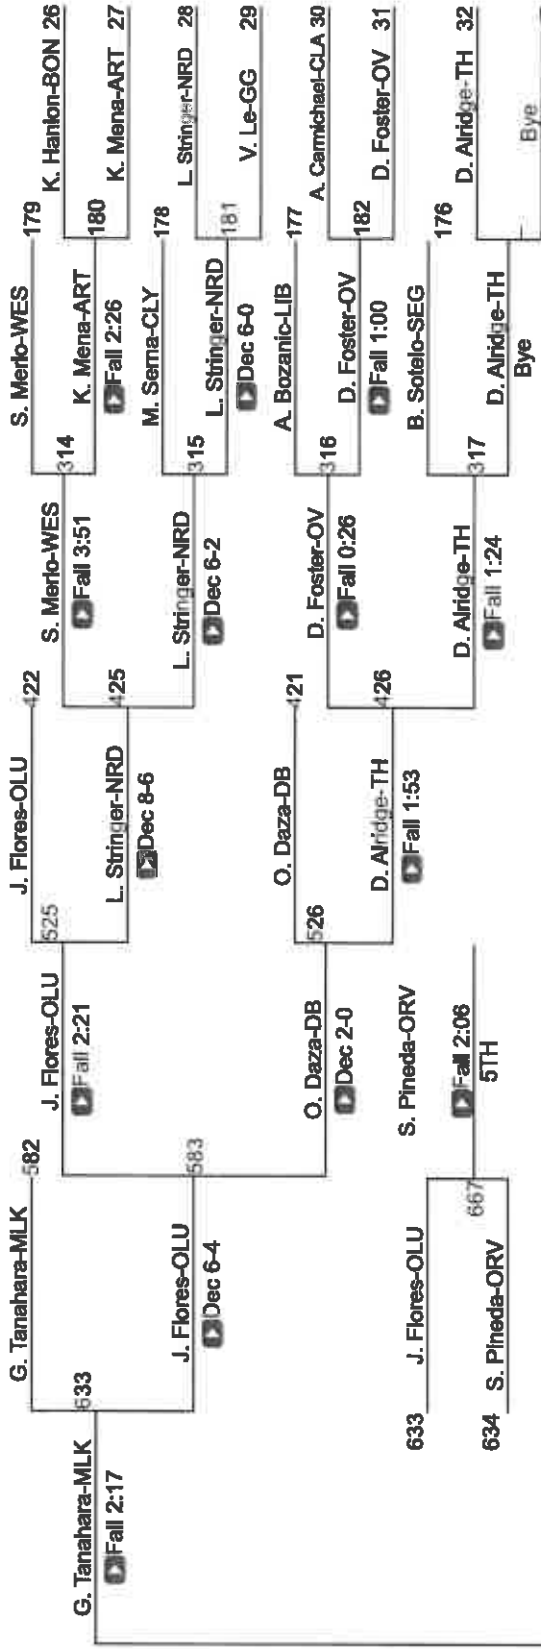 G. Tanahara-MLK
Fall 2:17
G. Tanahara-MLK 582
633
J. Flores-OLU
Dec 6-4
633 J. Flores-OLU
634 S. Pineda-ORV
J. Flores-OLU
Fall 2:21
583
O. Daza-DB
Dec 2-0
S. Pineda-ORV
667
Fall 2:06
5TH
J. Flores-OLU 422
525
L. Stringer-NRD
Dec 8-6
O. Daza-DB 421
526
D. Alridge-TH
Fall 1:53
S. Merlo-WES
Fall 3:51
425
L. Stringer-NRD
Dec 6-2
D. Foster-OV
Fall 0:26
426
D. Alridge-TH
Fall 1:24
S. Merlo-WES 179
314
K. Mena-ART
Fall 2:26
M. Serna-CLY 178
315
L. Stringer-NRD
Dec 6-0
A. Bozanic-LIB 177
316
D. Foster-OV
Fall 1:00
B. Sotelo-SEG 176
317
D. Alridge-TH
Bye
K. Hanlon-BON 26
180
K. Mena-ART 27
L. Stringer-NRD 28
181
V. Le-GG 29
A. Carmichael-CLA 30
182
D. Foster-OV 31
D. Alridge-TH 32
Bye